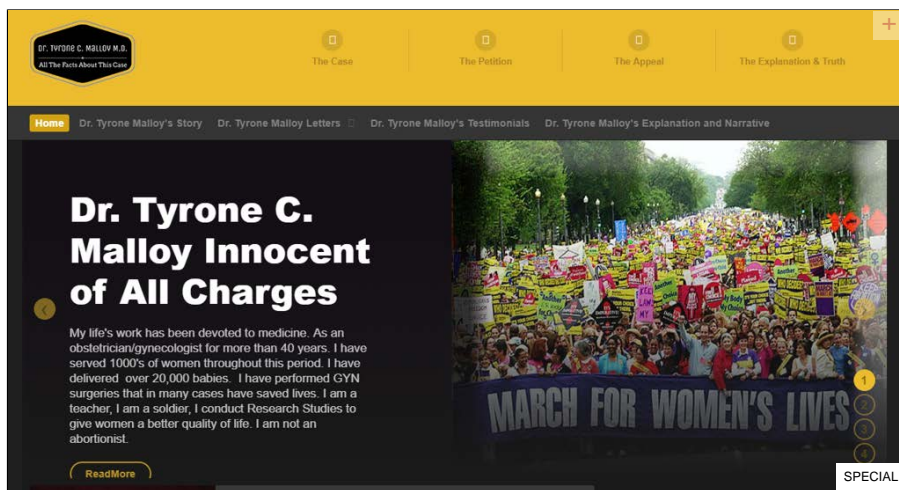 Dr. Tyrone C. Malloy M.D.
All The Facts About This Case
The Case
The Petition
The Appeal
The Explanation & Truth
Home
Dr. Tyrone Malloy's Story
Dr. Tyrone Malloy Letters
Dr. Tyrone Malloy's Testimonials
Dr. Tyrone Malloy's Explanation and Narrative
Dr. Tyrone C.
Malloy Innocent
of All Charges
My life's work has been devoted to medicine. As an
obstetrician/gynecologist for more than 40 years. I have
served 1000's of women throughout this period. I have
delivered over 20,000 babies. I have performed GYN
surgeries that in many cases have saved lives. I am a
teacher, I am a soldier, I conduct Research Studies to
give women a better quality of life. I am not an
abortionist.
ReadMore
MARCH FOR WOMEN'S LIVES
1
2
3
4
SPECIAL